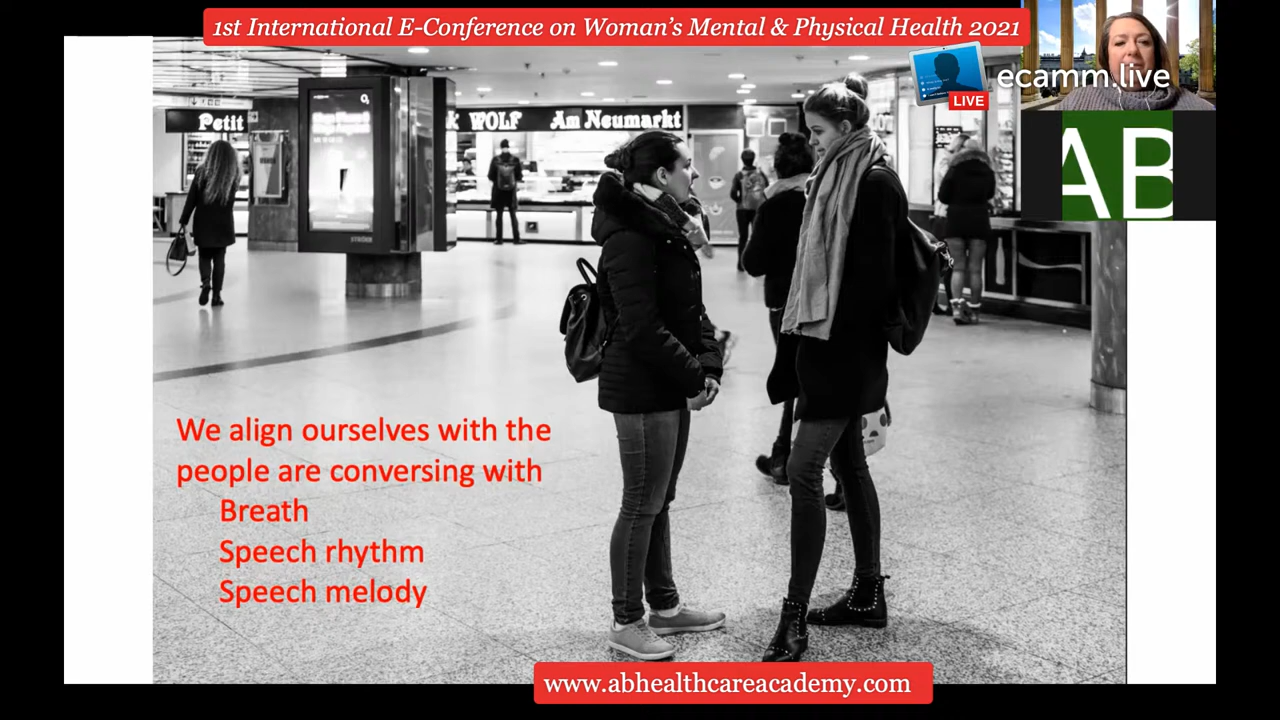 1st International E-Conference on Woman's Mental & Physical Health 2021
LIVE
ecamm.live
AB
Petit
K WOLF
Am Neumarkt
STRÖER
We align ourselves with the
people are conversing with
Breath
Speech rhythm
Speech melody
www.abhealthcareacademy.com